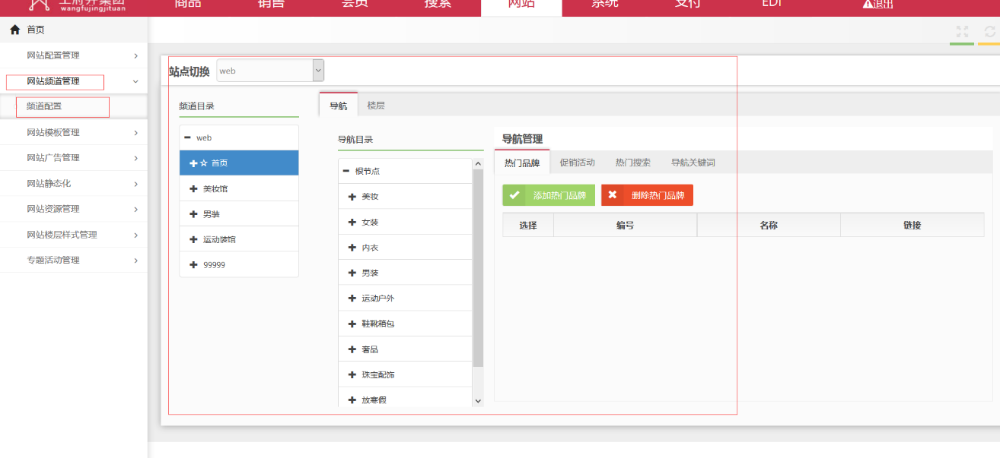 王府井集团
wangfujingjituan
商品
销售
会员
搜索
网站
系统
支付
EDI
退出
首页
网站配置管理
网站频道管理
频道配置
网站模板管理
网站广告管理
网站静态化
网站资源管理
网站楼层样式管理
专题活动管理
站点切换 web
频道目录
web
首页
美妆馆
男装
运动装馆
99999
导航 楼层
导航目录
根节点
美妆
女装
内衣
男装
运动户外
鞋靴箱包
奢品
珠宝配饰
放寒假
导航管理
热门品牌 促销活动 热门搜索 导航关键词
添加热门品牌 删除热门品牌
选择 编号 名称 链接